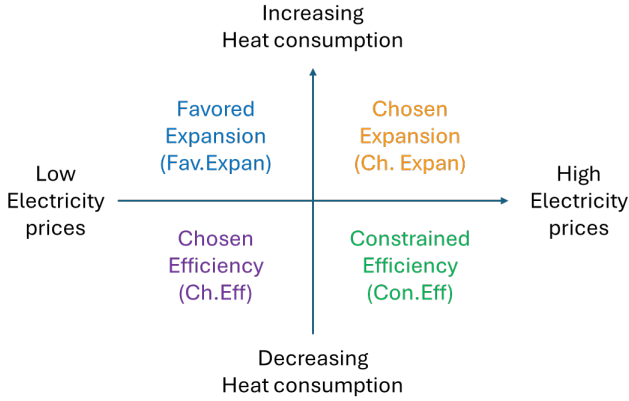 Increasing
Heat consumption
Favored
Expansion
(Fav.Expan)
Chosen
Expansion
(Ch. Expan)
Low
Electricity
prices
High
Electricity
prices
Chosen
Efficiency
(Ch.Eff)
Constrained
Efficiency
(Con.Eff)
Decreasing
Heat consumption